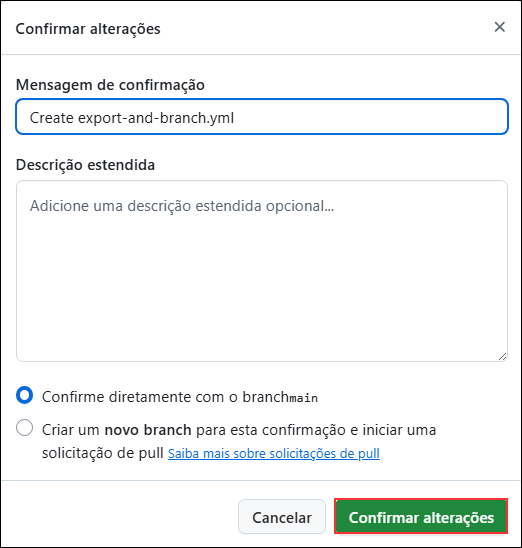 Confirmar alterações
Mensagem de confirmação
Create export-and-branch.yml
Descrição estendida
Adicione uma descrição estendida opcional...
Confirme diretamente com o branchmain
Criar um novo branch para esta confirmação e iniciar uma
solicitação de pull Saiba mais sobre solicitações de pull
Cancelar Confirmar alterações